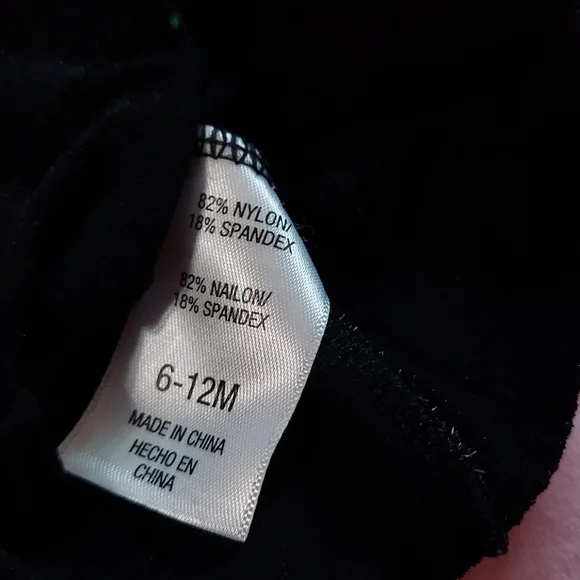 82% NYLON/
18% SPANDEX
82% NAILON/
18% SPANDEX
6-12M
MADE IN CHINA
HECHO EN
CHINA